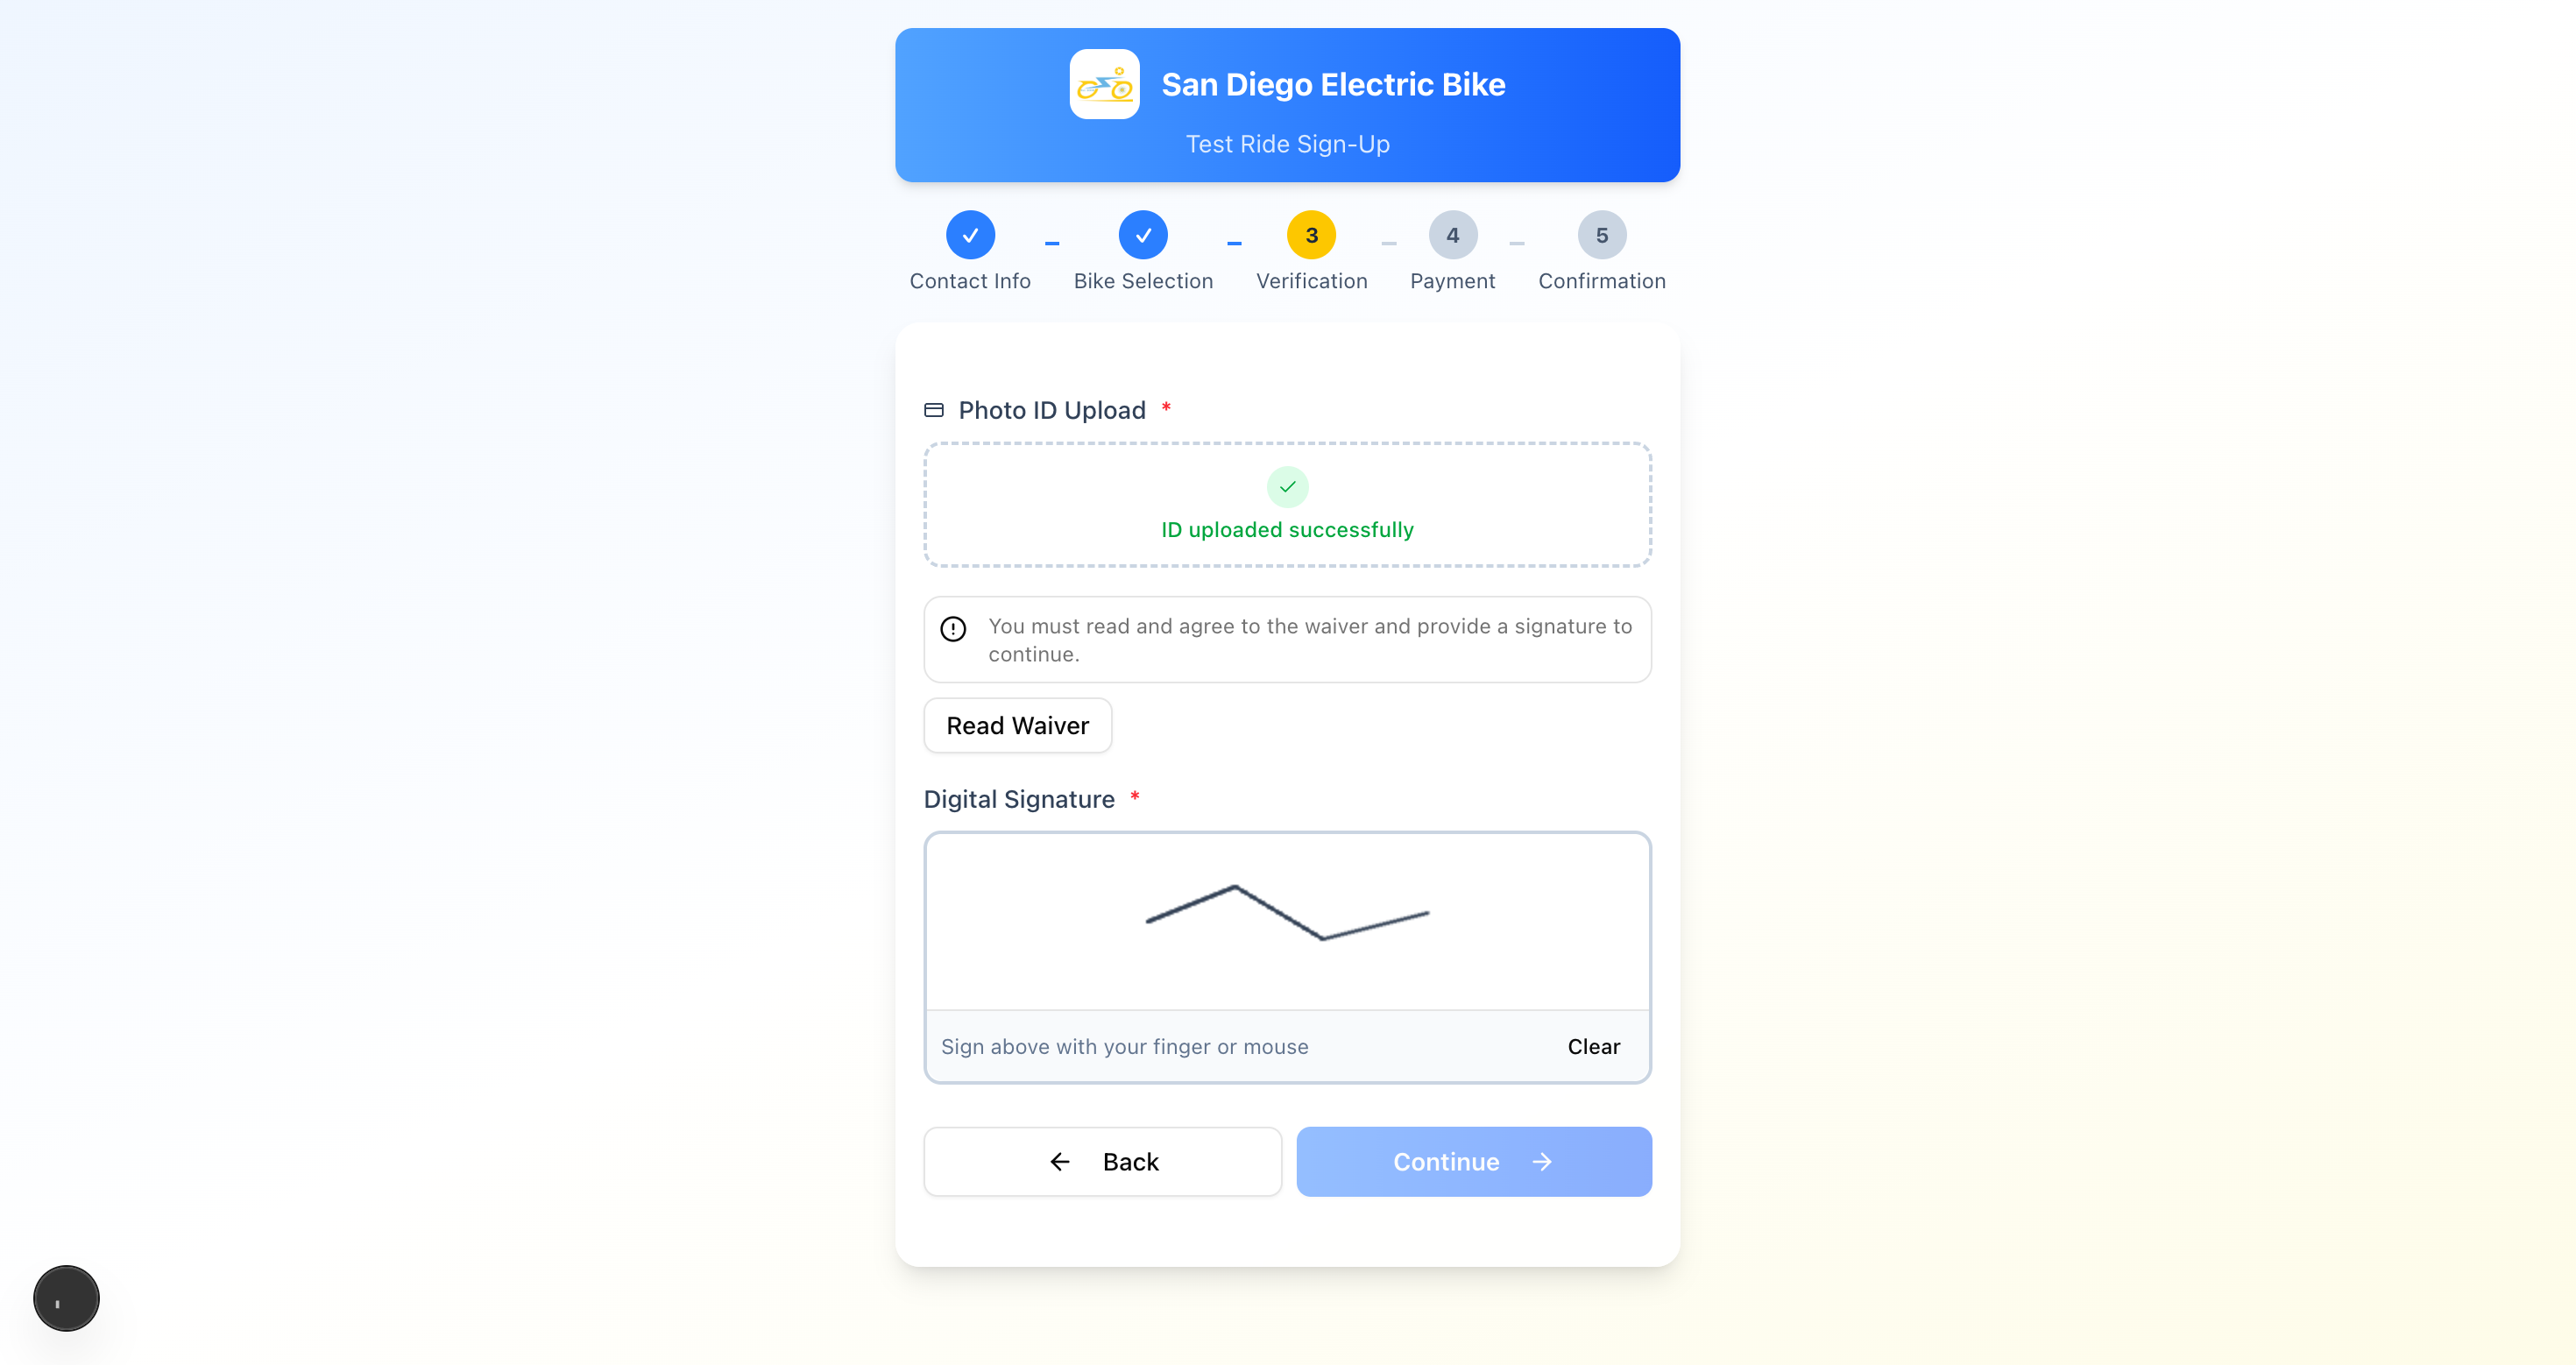 San Diego Electric Bike
Test Ride Sign-Up
3
4
5
Contact Info
Bike Selection
Verification
Payment
Confirmation
Photo ID Upload *
ID uploaded successfully
You must read and agree to the waiver and provide a signature to
continue.
Read Waiver
Digital Signature *
Sign above with your finger or mouse
Clear
Back
Continue